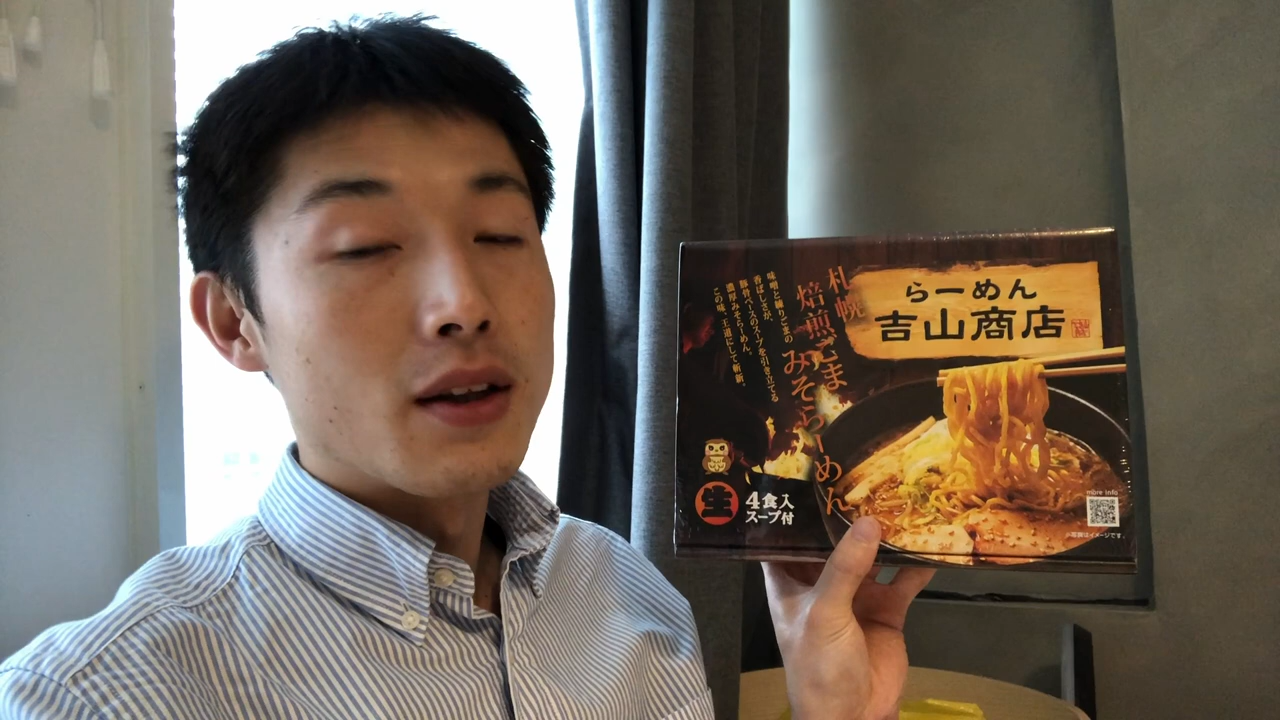 らーめん
吉山商店
札幌
焙煎ごま
みそらーめん
味噌と練りごまの
香ばしさが、
豚骨ベースのスープを引き立てる
濃厚みそらーめん。
この味、王道にして斬新。
生
4食入
スープ付
more info